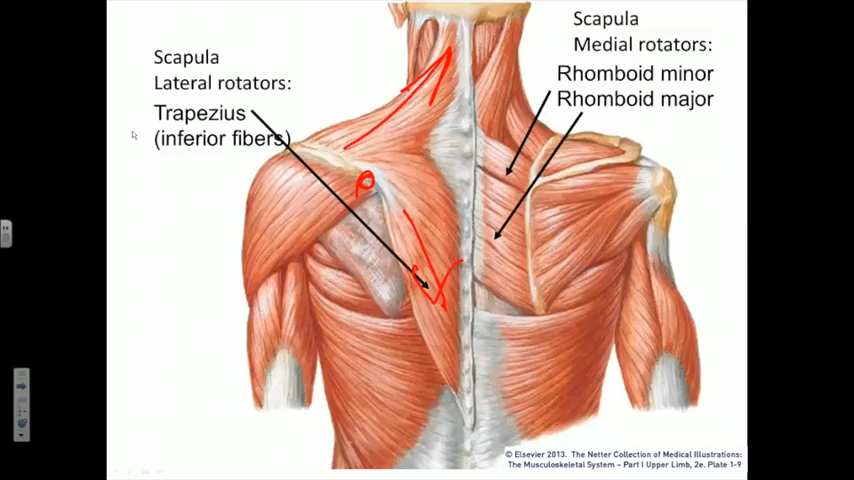 Scapula
Lateral rotators:
Trapezius
(inferior fibers)
Scapula
Medial rotators:
Rhomboid minor
Rhomboid major
© Elsevier 2013. The Netter Collection of Medical Illustrations:
The Musculoskeletal System – Part I Upper Limb, 2e. Plate 1-9